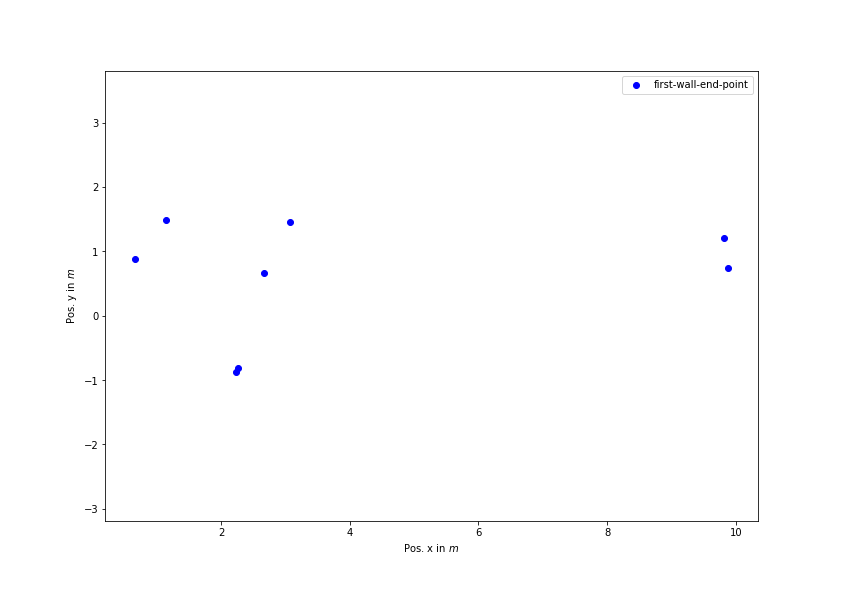 first-wall-end-point
3
2
1
0
−1
−2
−3
Pos. y in m
2 4 6 8 10
Pos. x in m